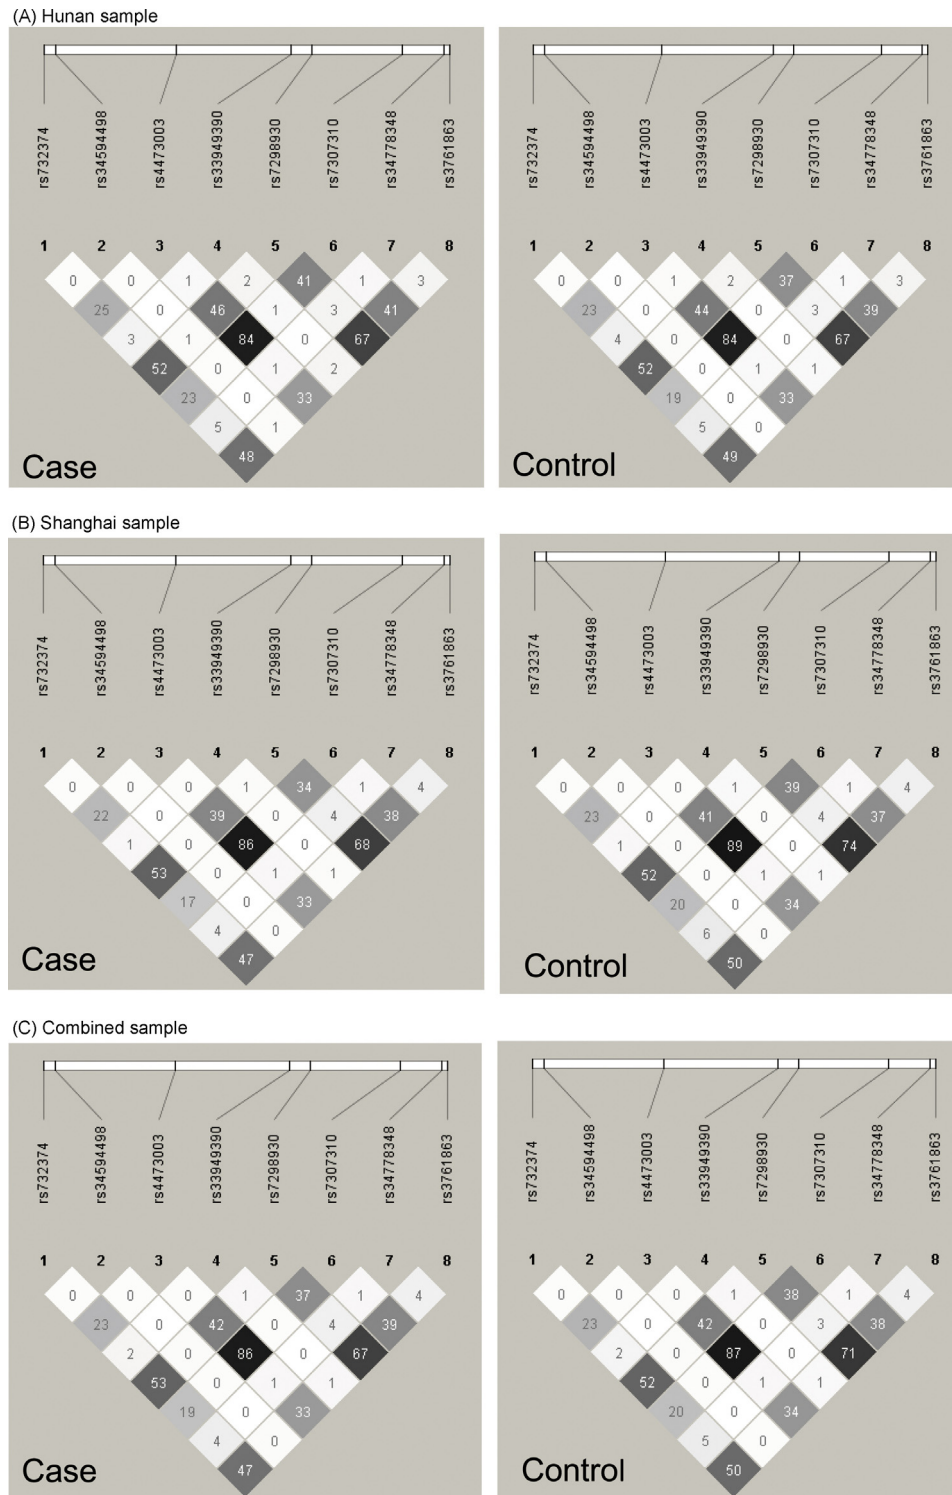 (A) Hunan sample
rs732374 rs34594498 rs4473003 rs33949390 rs7298930 rs7307310 rs34778348 rs3761863
1 2 3 4 5 6 7 8
0 0 1 2 41 1 3
25 0 46 1 3 41
3 1 84 0 67
52 0 1 2
23 0 33
5 1
48
Case
rs732374 rs34594498 rs4473003 rs33949390 rs7298930 rs7307310 rs34778348 rs3761863
1 2 3 4 5 6 7 8
0 0 1 2 37 1 3
23 0 44 0 3 39
4 0 84 0 67
52 0 1 1
19 0 33
5 0
49
Control
(B) Shanghai sample
rs732374 rs34594498 rs4473003 rs33949390 rs7298930 rs7307310 rs34778348 rs3761863
1 2 3 4 5 6 7 8
0 0 0 1 34 1 4
22 0 39 0 4 38
1 0 86 0 68
53 0 1 1
17 0 33
4 0
47
Case
rs732374 rs34594498 rs4473003 rs33949390 rs7298930 rs7307310 rs34778348 rs3761863
1 2 3 4 5 6 7 8
0 0 0 1 39 1 4
23 0 41 0 4 37
1 0 89 0 74
52 0 1 1
20 0 34
6 0
50
Control
(C) Combined sample
rs732374 rs34594498 rs4473003 rs33949390 rs7298930 rs7307310 rs34778348 rs3761863
1 2 3 4 5 6 7 8
0 0 0 1 37 1 4
23 0 42 0 4 39
2 0 86 0 67
53 0 1 1
19 0 33
4 0
47
Case
rs732374 rs34594498 rs4473003 rs33949390 rs7298930 rs7307310 rs34778348 rs3761863
1 2 3 4 5 6 7 8
0 0 0 1 38 1 4
23 0 42 0 3 38
2 0 87 0 71
52 0 1 1
20 0 34
5 0
50
Control